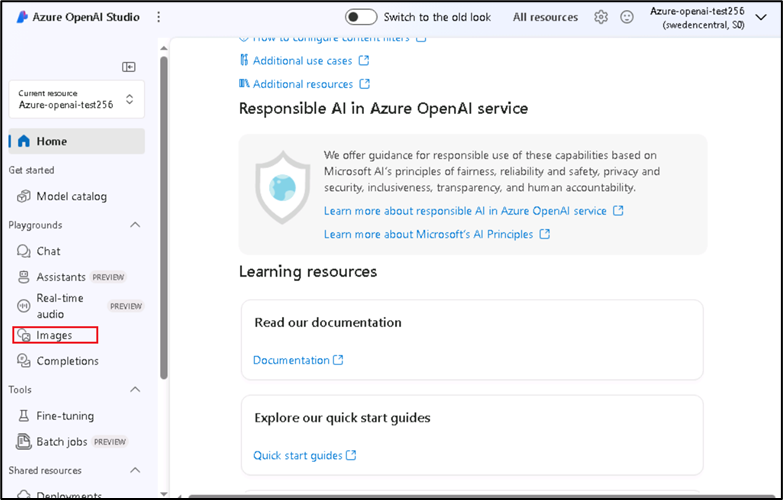 Azure OpenAI Studio
Switch to the old look
All resources
Azure-openai-test256
(swedencentral, S0)
Current resource
Azure-openai-test256
Home
Get started
Model catalog
Playgrounds
Chat
Assistants PREVIEW
Real-time
audio
PREVIEW
Images
Completions
Tools
Fine-tuning
Batch jobs PREVIEW
Shared resources
Deployments
How to configure content filters
Additional use cases
Additional resources
Responsible AI in Azure OpenAI service
We offer guidance for responsible use of these capabilities based on
Microsoft AI's principles of fairness, reliability and safety, privacy and
security, inclusiveness, transparency, and human accountability.
Learn more about responsible AI in Azure OpenAI service
Learn more about Microsoft's AI Principles
Learning resources
Read our documentation
Documentation
Explore our quick start guides
Quick start guides